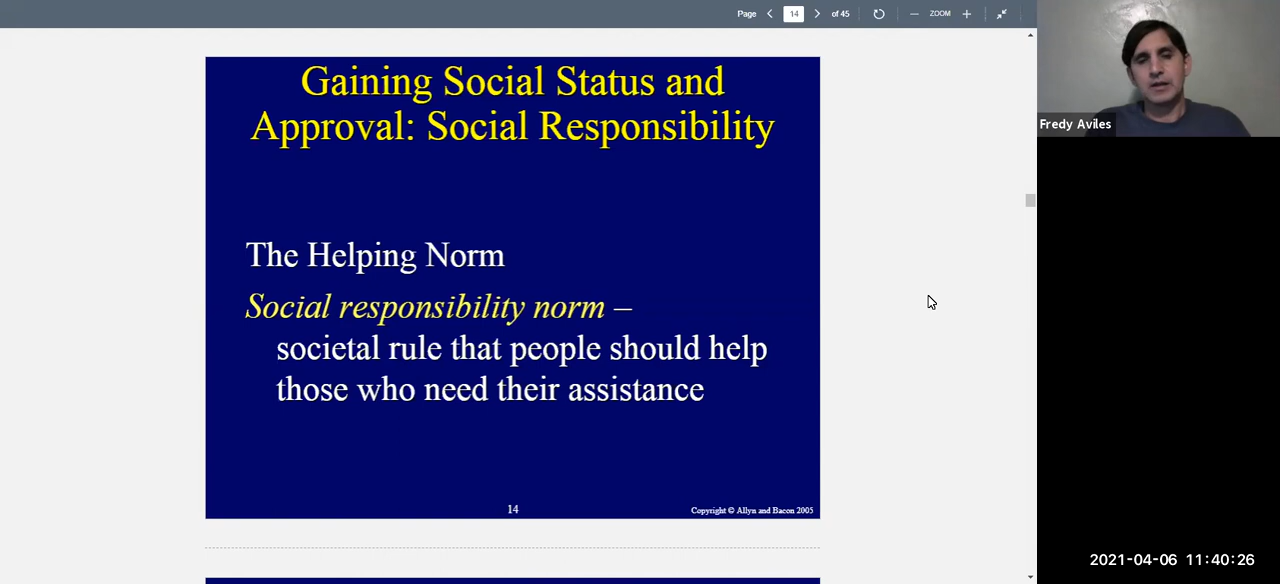 Page 14 of 45 ZOOM
Gaining Social Status and
Approval: Social Responsibility
The Helping Norm
Social responsibility norm –
societal rule that people should help
those who need their assistance
14
Copyright © Allyn and Bacon 2005
Fredy Aviles
2021-04-06 11:40:26